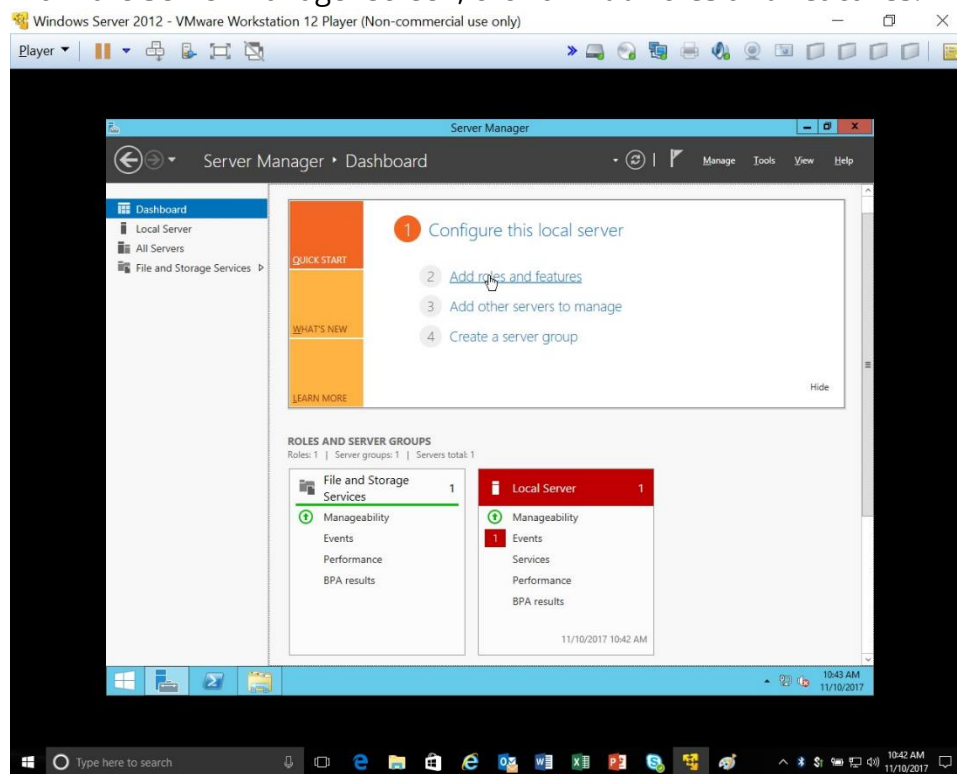 Windows Server 2012 - VMware Workstation 12 Player (Non-commercial use only)
Player
Server Manager
Server Manager • Dashboard
Manage Tools View Help
Dashboard
Local Server
All Servers
File and Storage Services
QUICK START
WHAT'S NEW
LEARN MORE
1 Configure this local server
2 Add roles and features
3 Add other servers to manage
4 Create a server group
Hide
ROLES AND SERVER GROUPS
Roles: 1 | Server groups: 1 | Servers total: 1
File and Storage
Services 1
Manageability
Events
Performance
BPA results
Local Server 1
Manageability
1 Events
Services
Performance
BPA results
11/10/2017 10:42 AM
10:43 AM
11/10/2017
Type here to search
10:42 AM
11/10/2017